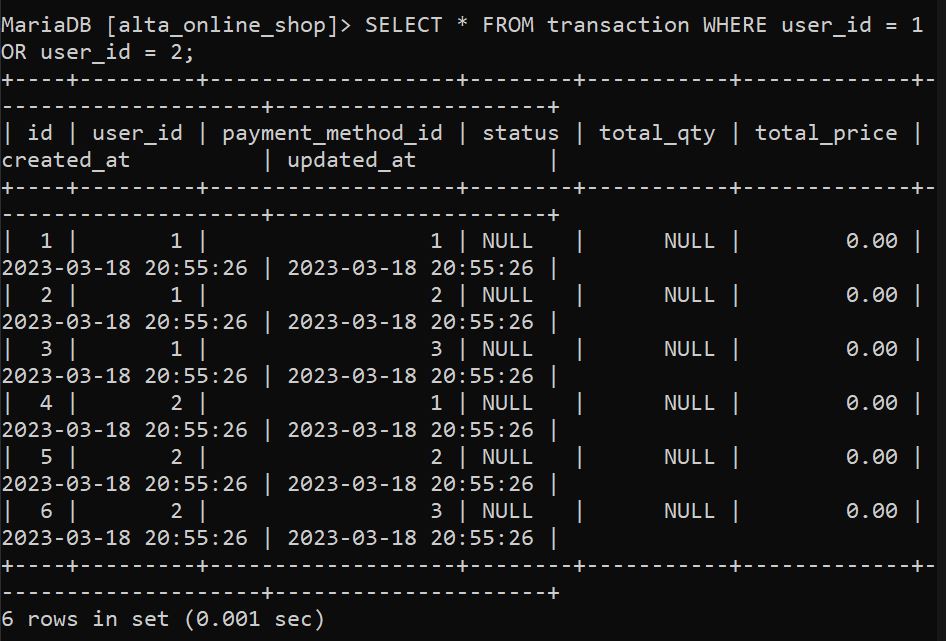 MariaDB [alta_online_shop]> SELECT * FROM transaction WHERE user_id = 1
OR user_id = 2;
+----+---------+-------------------+--------+-----------+-------------+-
--------------------+---------------------+
| id | user_id | payment_method_id | status | total_qty | total_price |
created_at          | updated_at          |
+----+---------+-------------------+--------+-----------+-------------+-
--------------------+---------------------+
|  1 |       1 |                 1 | NULL   |      NULL |        0.00 |
2023-03-18 20:55:26 | 2023-03-18 20:55:26 |
|  2 |       1 |                 2 | NULL   |      NULL |        0.00 |
2023-03-18 20:55:26 | 2023-03-18 20:55:26 |
|  3 |       1 |                 3 | NULL   |      NULL |        0.00 |
2023-03-18 20:55:26 | 2023-03-18 20:55:26 |
|  4 |       2 |                 1 | NULL   |      NULL |        0.00 |
2023-03-18 20:55:26 | 2023-03-18 20:55:26 |
|  5 |       2 |                 2 | NULL   |      NULL |        0.00 |
2023-03-18 20:55:26 | 2023-03-18 20:55:26 |
|  6 |       2 |                 3 | NULL   |      NULL |        0.00 |
2023-03-18 20:55:26 | 2023-03-18 20:55:26 |
+----+---------+-------------------+--------+-----------+-------------+-
--------------------+---------------------+
6 rows in set (0.001 sec)